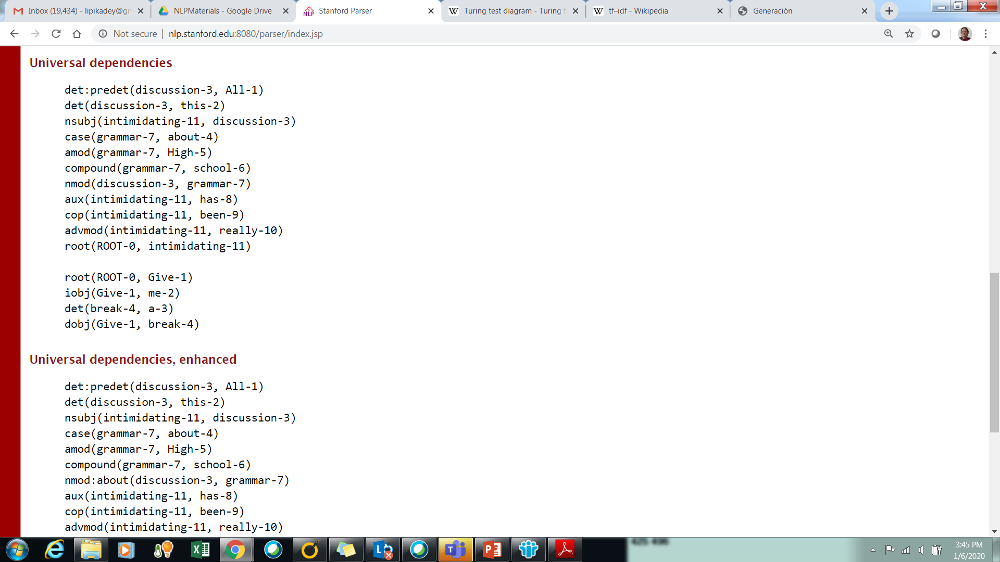 Inbox (19,434) - lipikadey@gm
NLPMaterials - Google Drive
NLP
Stanford Parser
W
Turing test diagram - Turing t
W
tf–idf - Wikipedia
Generación
Not secure
nlp.stanford.edu:8080/parser/index.jsp
Universal dependencies
det:predet(discussion-3, All-1)
det(discussion-3, this-2)
nsubj(intimidating-11, discussion-3)
case(grammar-7, about-4)
amod(grammar-7, High-5)
compound(grammar-7, school-6)
nmod(discussion-3, grammar-7)
aux(intimidating-11, has-8)
cop(intimidating-11, been-9)
advmod(intimidating-11, really-10)
root(ROOT-0, intimidating-11)
root(ROOT-0, Give-1)
iobj(Give-1, me-2)
det(break-4, a-3)
dobj(Give-1, break-4)
Universal dependencies, enhanced
det:predet(discussion-3, All-1)
det(discussion-3, this-2)
nsubj(intimidating-11, discussion-3)
case(grammar-7, about-4)
amod(grammar-7, High-5)
compound(grammar-7, school-6)
nmod:about(discussion-3, grammar-7)
aux(intimidating-11, has-8)
cop(intimidating-11, been-9)
advmod(intimidating-11, really-10)
3:45 PM
1/6/2020